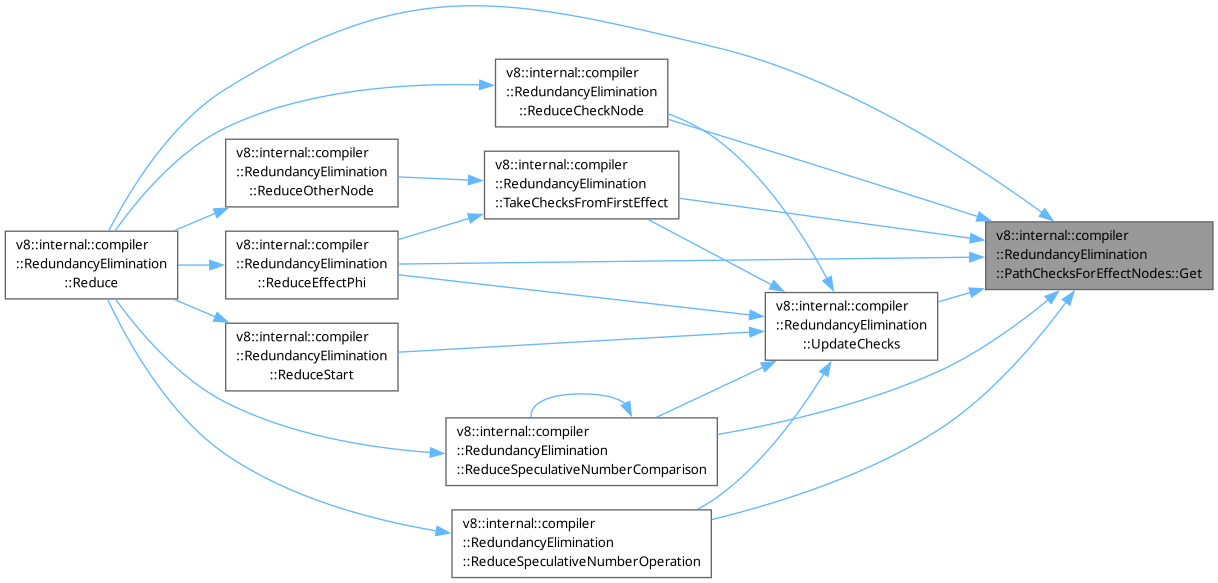 v8::internal::compiler
::RedundancyElimination
::ReduceCheckNode
v8::internal::compiler
::RedundancyElimination
::ReduceOtherNode
v8::internal::compiler
::RedundancyElimination
::TakeChecksFromFirstEffect
v8::internal::compiler
::RedundancyElimination
::Reduce
v8::internal::compiler
::RedundancyElimination
::ReduceEffectPhi
v8::internal::compiler
::RedundancyElimination
::PathChecksForEffectNodes::Get
v8::internal::compiler
::RedundancyElimination
::UpdateChecks
v8::internal::compiler
::RedundancyElimination
::ReduceStart
v8::internal::compiler
::RedundancyElimination
::ReduceSpeculativeNumberComparison
v8::internal::compiler
::RedundancyElimination
::ReduceSpeculativeNumberOperation